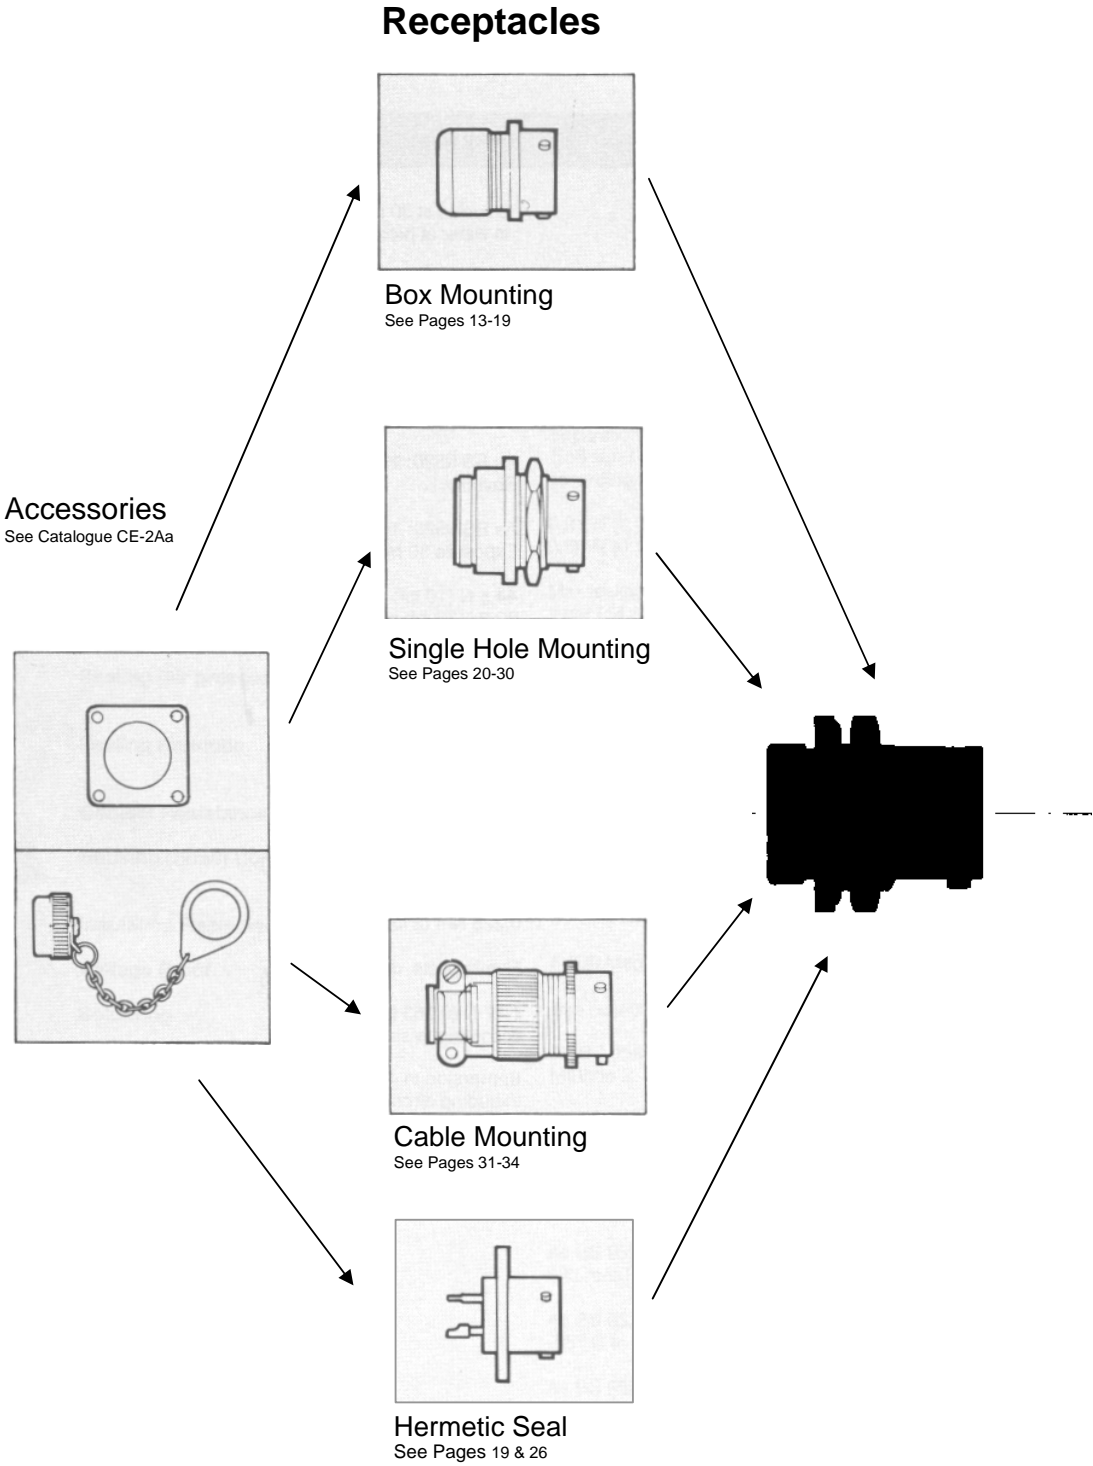 Receptacles
Box Mounting
See Pages 13-19
Accessories
See Catalogue CE-2Aa
Single Hole Mounting
See Pages 20-30
Cable Mounting
See Pages 31-34
Hermetic Seal
See Pages 19 & 26